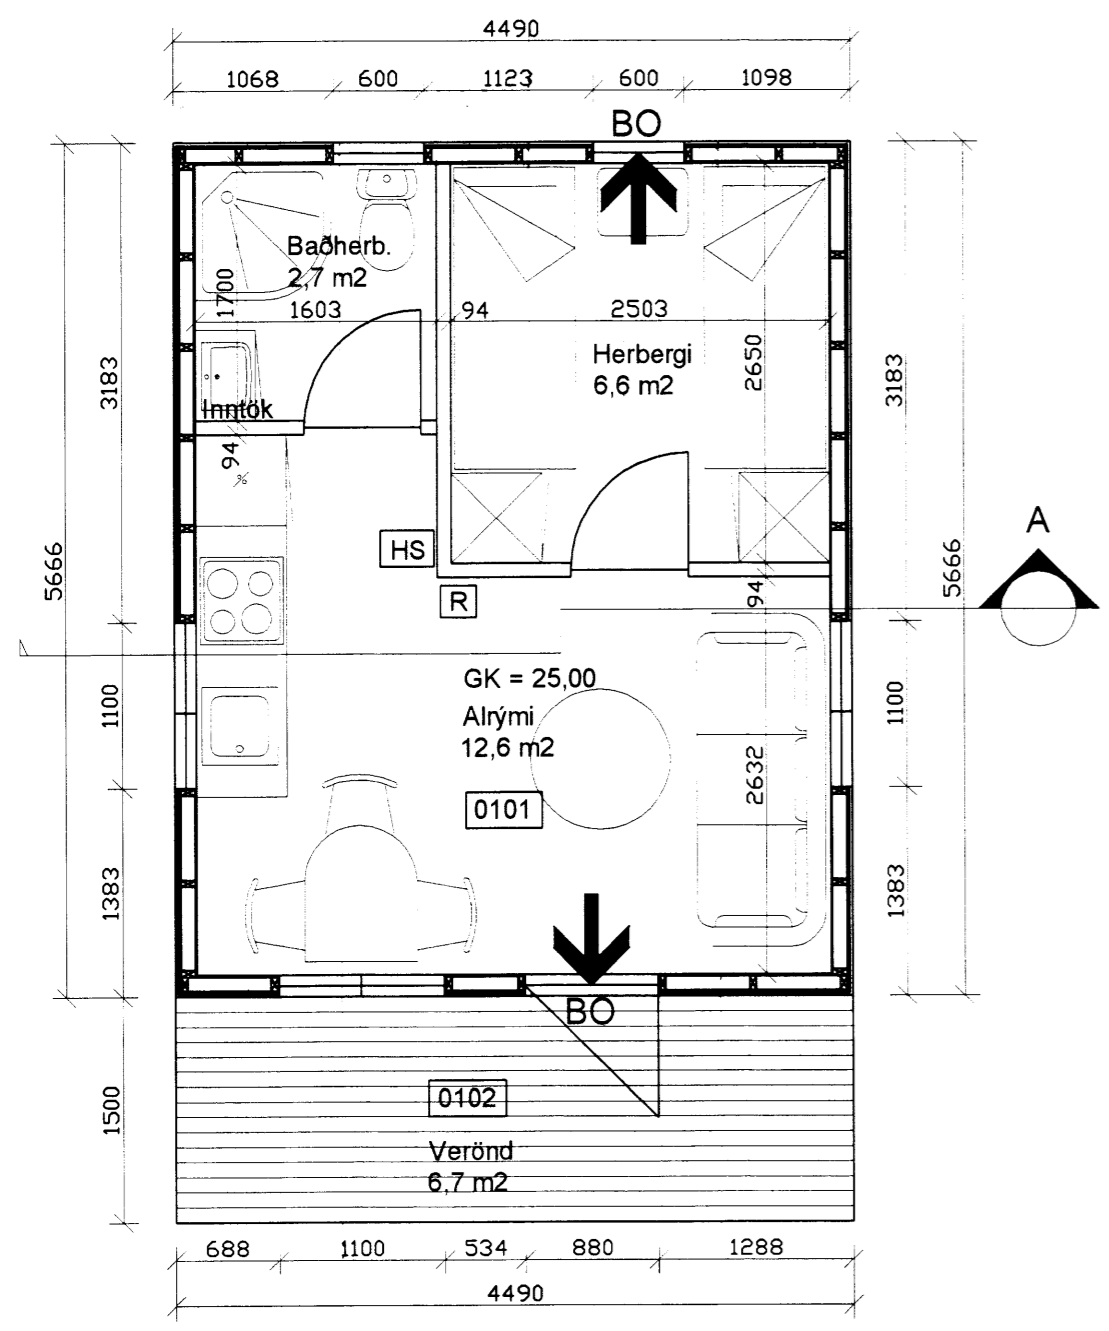 4490
1068 600 1123 600 1098
BO
Baðherb.
2,7 m2
1700
1603 94 2503
Herbergi
6,6 m2
2650
3183
3183
Inntök
94
%
HS
R
94
A
5666
5666
GK = 25,00
Alrými
12,6 m2
1100
1100
2632
0101
1383
1383
BO
0102
Verönd
6,7 m2
1500
688 1100 534 880 1288
4490